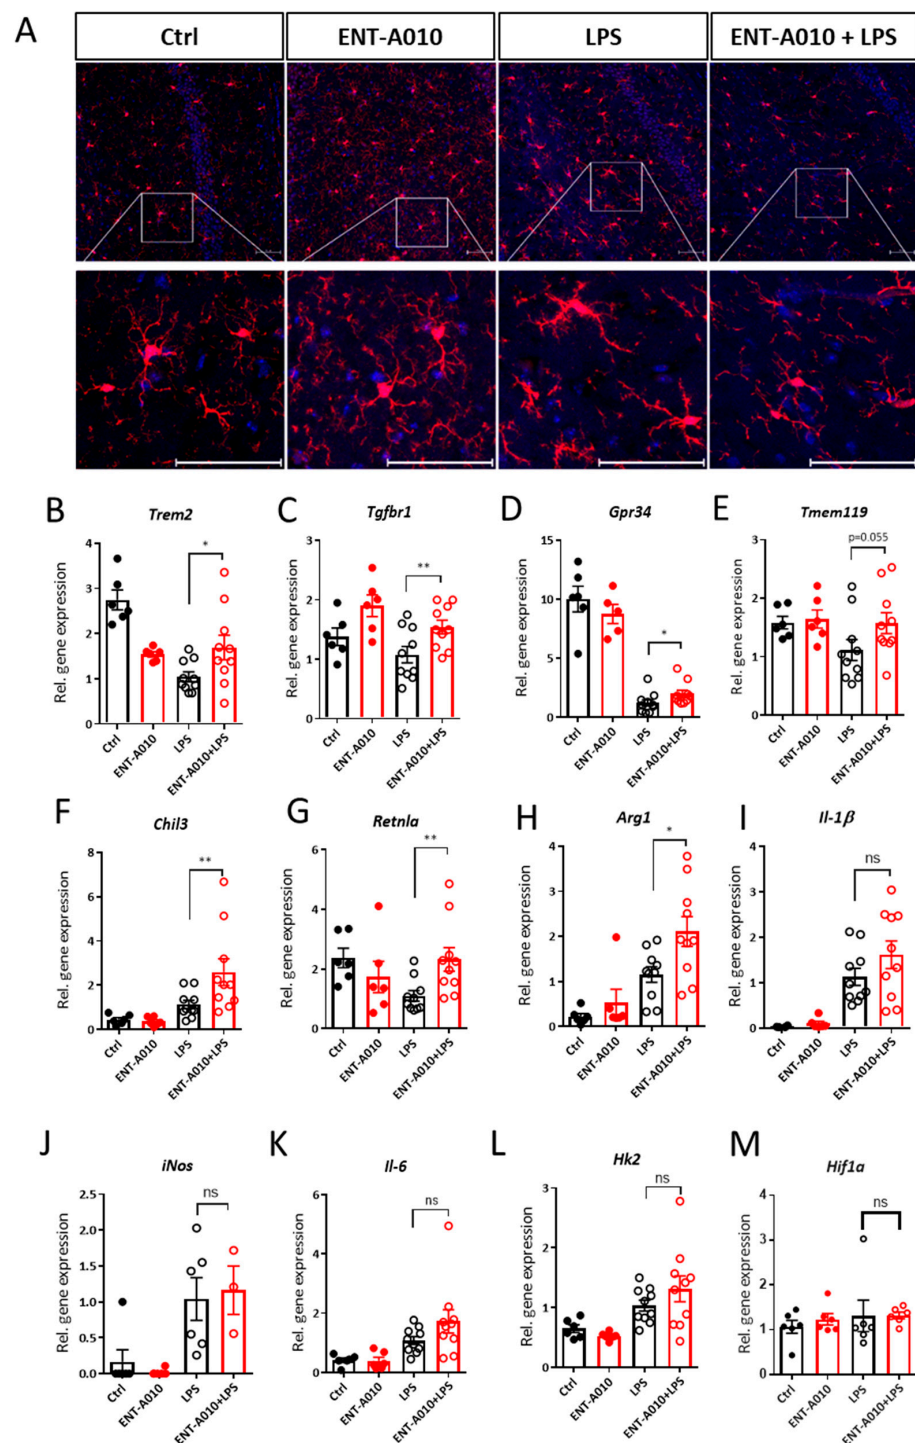 A
Ctrl ENT-A010 LPS ENT-A010 + LPS
B C D E
Trem2 Tgfbr1 Gpr34 Tmem119
* ** * p=0.055
Rel. gene expression Rel. gene expression Rel. gene expression Rel. gene expression
4 3 2 1 0
3 2 1 0
15 10 5 0
3 2 1 0
Ctrl ENT-A010 LPS ENT-A010+LPS
Ctrl ENT-A010 LPS ENT-A010+LPS
Ctrl ENT-A010 LPS ENT-A010+LPS
Ctrl ENT-A010 LPS ENT-A010+LPS
F G H I
Chil3 Retnla Arg1 Il-1β
** ** * ns
Rel. gene expression Rel. gene expression Rel. gene expression Rel. gene expression
8 6 4 2 0
6 4 2 0
4 3 2 1 0
4 3 2 1 0
Ctrl ENT-A010 LPS ENT-A010+LPS
Ctrl ENT-A010 LPS ENT-A010+LPS
Ctrl ENT-A010 LPS ENT-A010+LPS
Ctrl ENT-A010 LPS ENT-A010+LPS
J K L M
iNos Il-6 Hk2 Hif1a
ns ns ns ns
Rel. gene expression Rel. gene expression Rel. gene expression Rel. gene expression
2.5 2.0 1.5 1.0 0.5 0.0
6 4 2 0
3 2 1 0
4 3 2 1 0
Ctrl ENT-A010 LPS ENT-A010+LPS
Ctrl ENT-A010 LPS ENT-A010+LPS
Ctrl ENT-A010 LPS ENT-A010+LPS
Ctrl ENT-A010 LPS ENT-A010+LPS